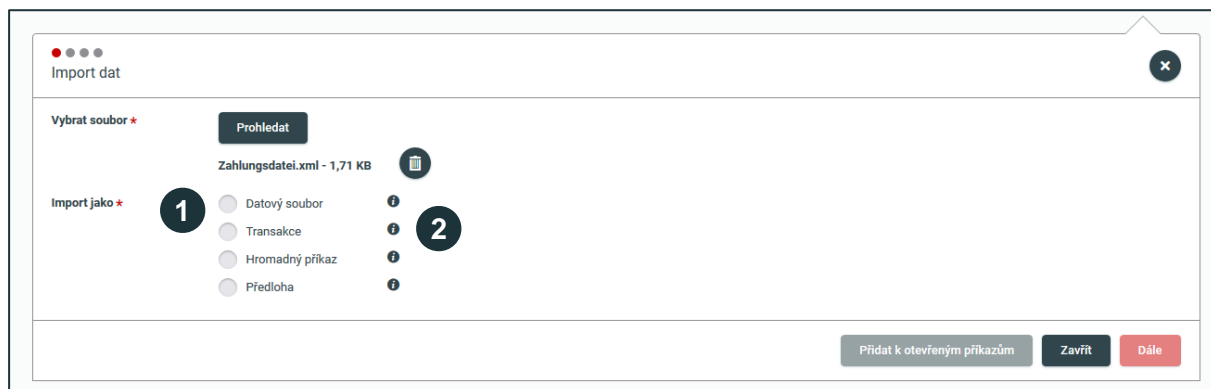 Import dat
Vybrat soubor *
Prohledat
Zahlungsdatei.xml - 1,71 KB
Import jako *
1
Datový soubor
i
2
Transakce
i
Hromadný příkaz
i
Předloha
i
Přidat k otevřeným příkazům
Zavřít
Dále